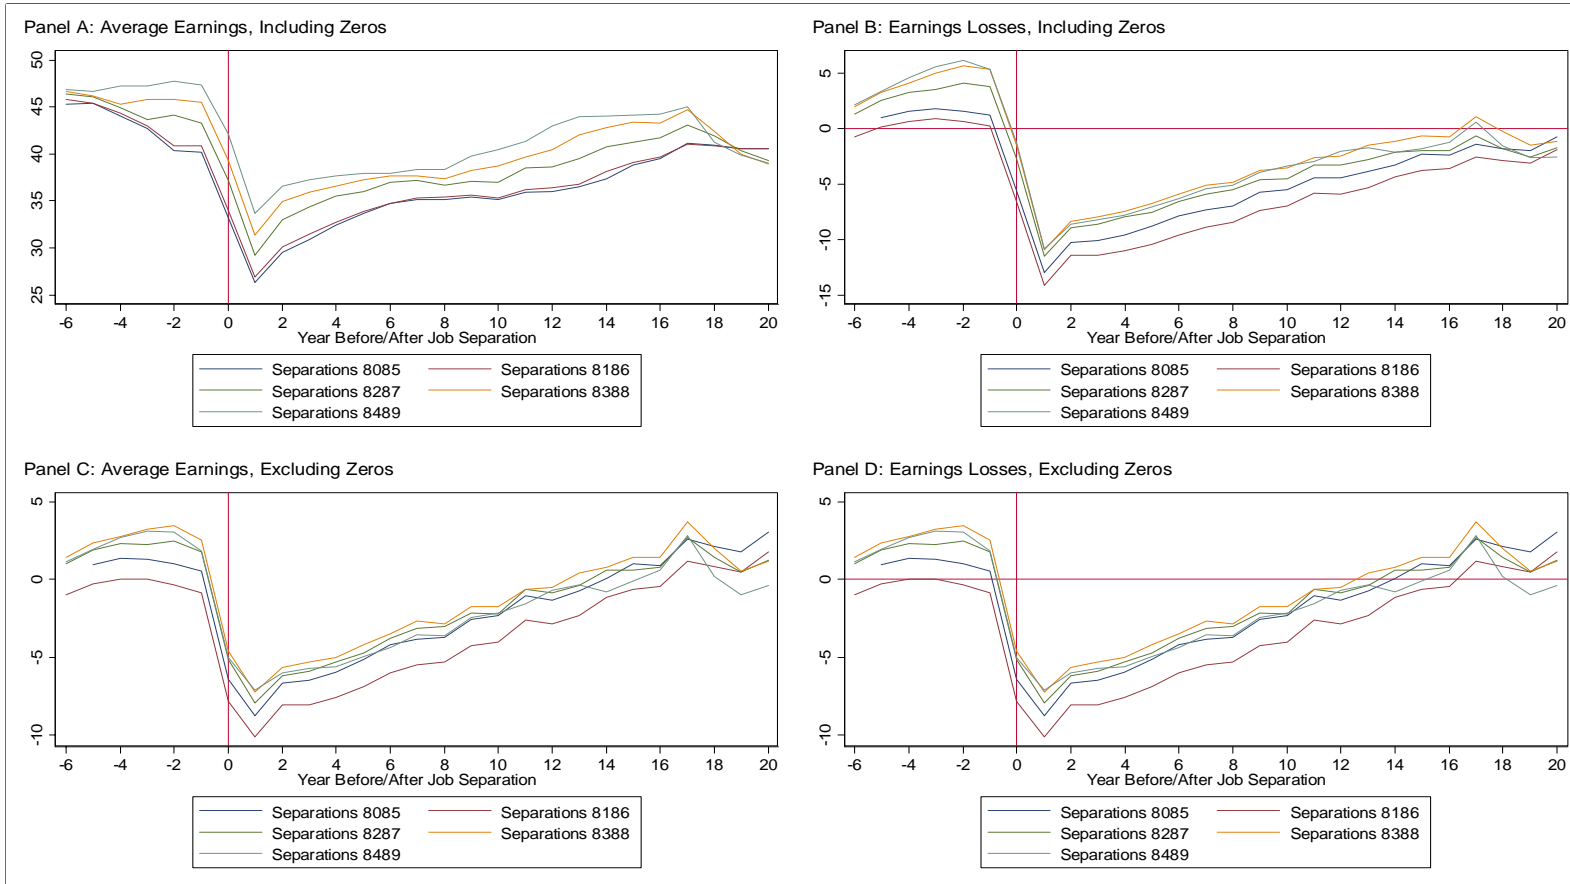 Panel A: Average Earnings, Including Zeros
50
45
40
35
30
25
-6 -4 -2 0 2 4 6 8 10 12 14 16 18 20
Year Before/After Job Separation
Separations 8085 Separations 8186
Separations 8287 Separations 8388
Separations 8489
Panel B: Earnings Losses, Including Zeros
5
0
-5
-10
-15
-6 -4 -2 0 2 4 6 8 10 12 14 16 18 20
Year Before/After Job Separation
Separations 8085 Separations 8186
Separations 8287 Separations 8388
Separations 8489
Panel C: Average Earnings, Excluding Zeros
5
0
-5
-10
-6 -4 -2 0 2 4 6 8 10 12 14 16 18 20
Year Before/After Job Separation
Separations 8085 Separations 8186
Separations 8287 Separations 8388
Separations 8489
Panel D: Earnings Losses, Excluding Zeros
5
0
-5
-10
-6 -4 -2 0 2 4 6 8 10 12 14 16 18 20
Year Before/After Job Separation
Separations 8085 Separations 8186
Separations 8287 Separations 8388
Separations 8489